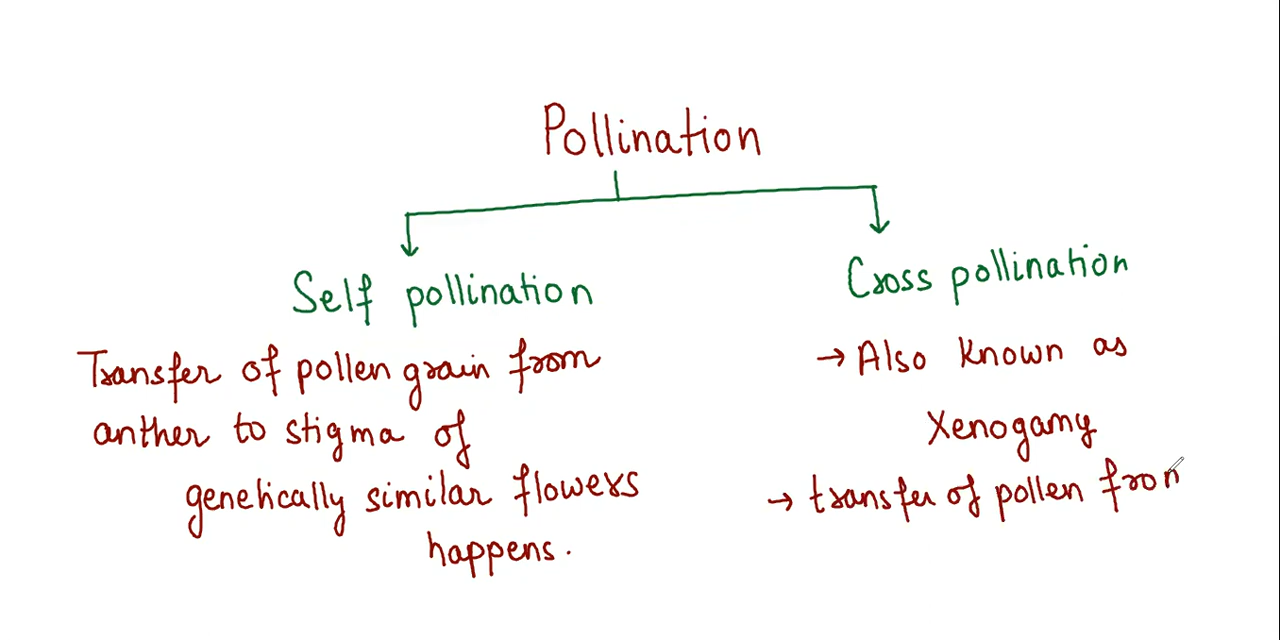 Pollination
Self pollination
Cross pollination
Transfer of pollen grain from
anther to stigma of
genetically similar flowers
happens.
→ Also known as
Xenogamy
→ transfer of pollen fron